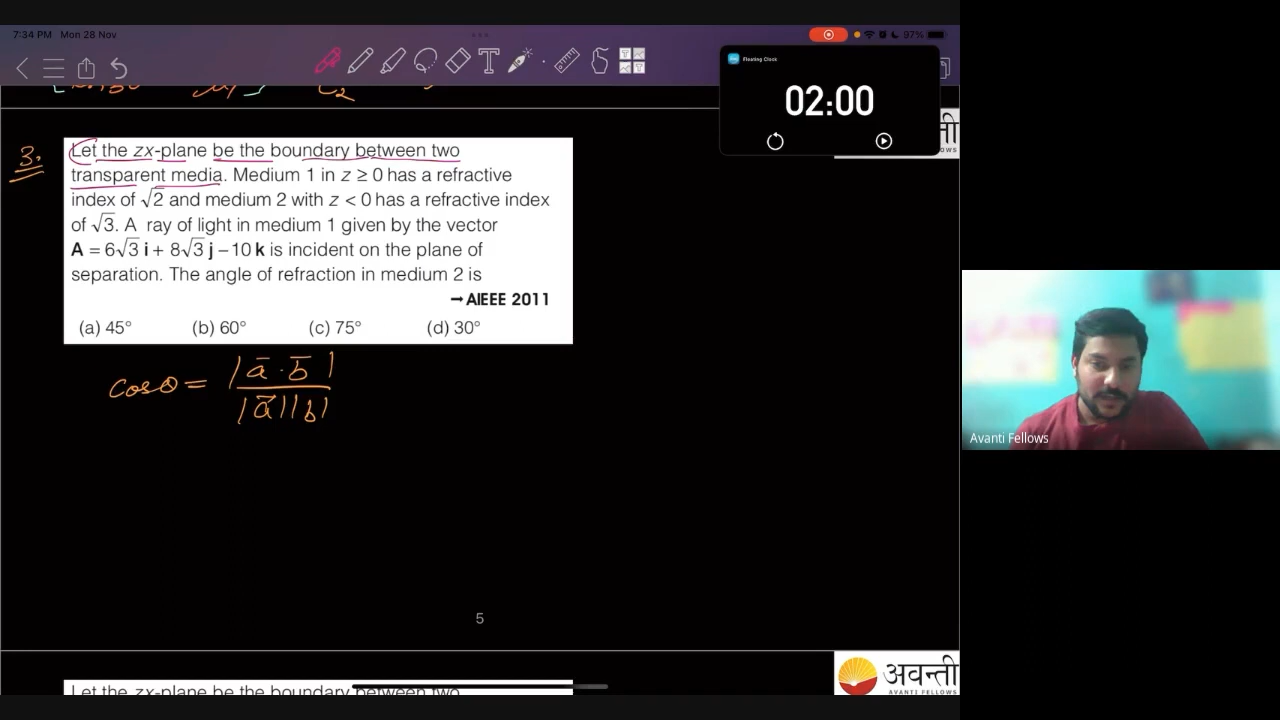 7:34 PM Mon 28 Nov
97%
Floating Clock
02:00
3.
Let the zx-plane be the boundary between two
transparent media. Medium 1 in z ≥ 0 has a refractive
index of √2 and medium 2 with z < 0 has a refractive index
of √3. A ray of light in medium 1 given by the vector
A = 6√3 i + 8√3 j – 10 k is incident on the plane of
separation. The angle of refraction in medium 2 is
→ AIEEE 2011
(a) 45° (b) 60° (c) 75° (d) 30°
cosθ = |a̅ · b̅| / |a̅||b|
Avanti Fellows
5
अवन्ती
AVANTI FELLOWS
Let the zx-plane be the boundary between two